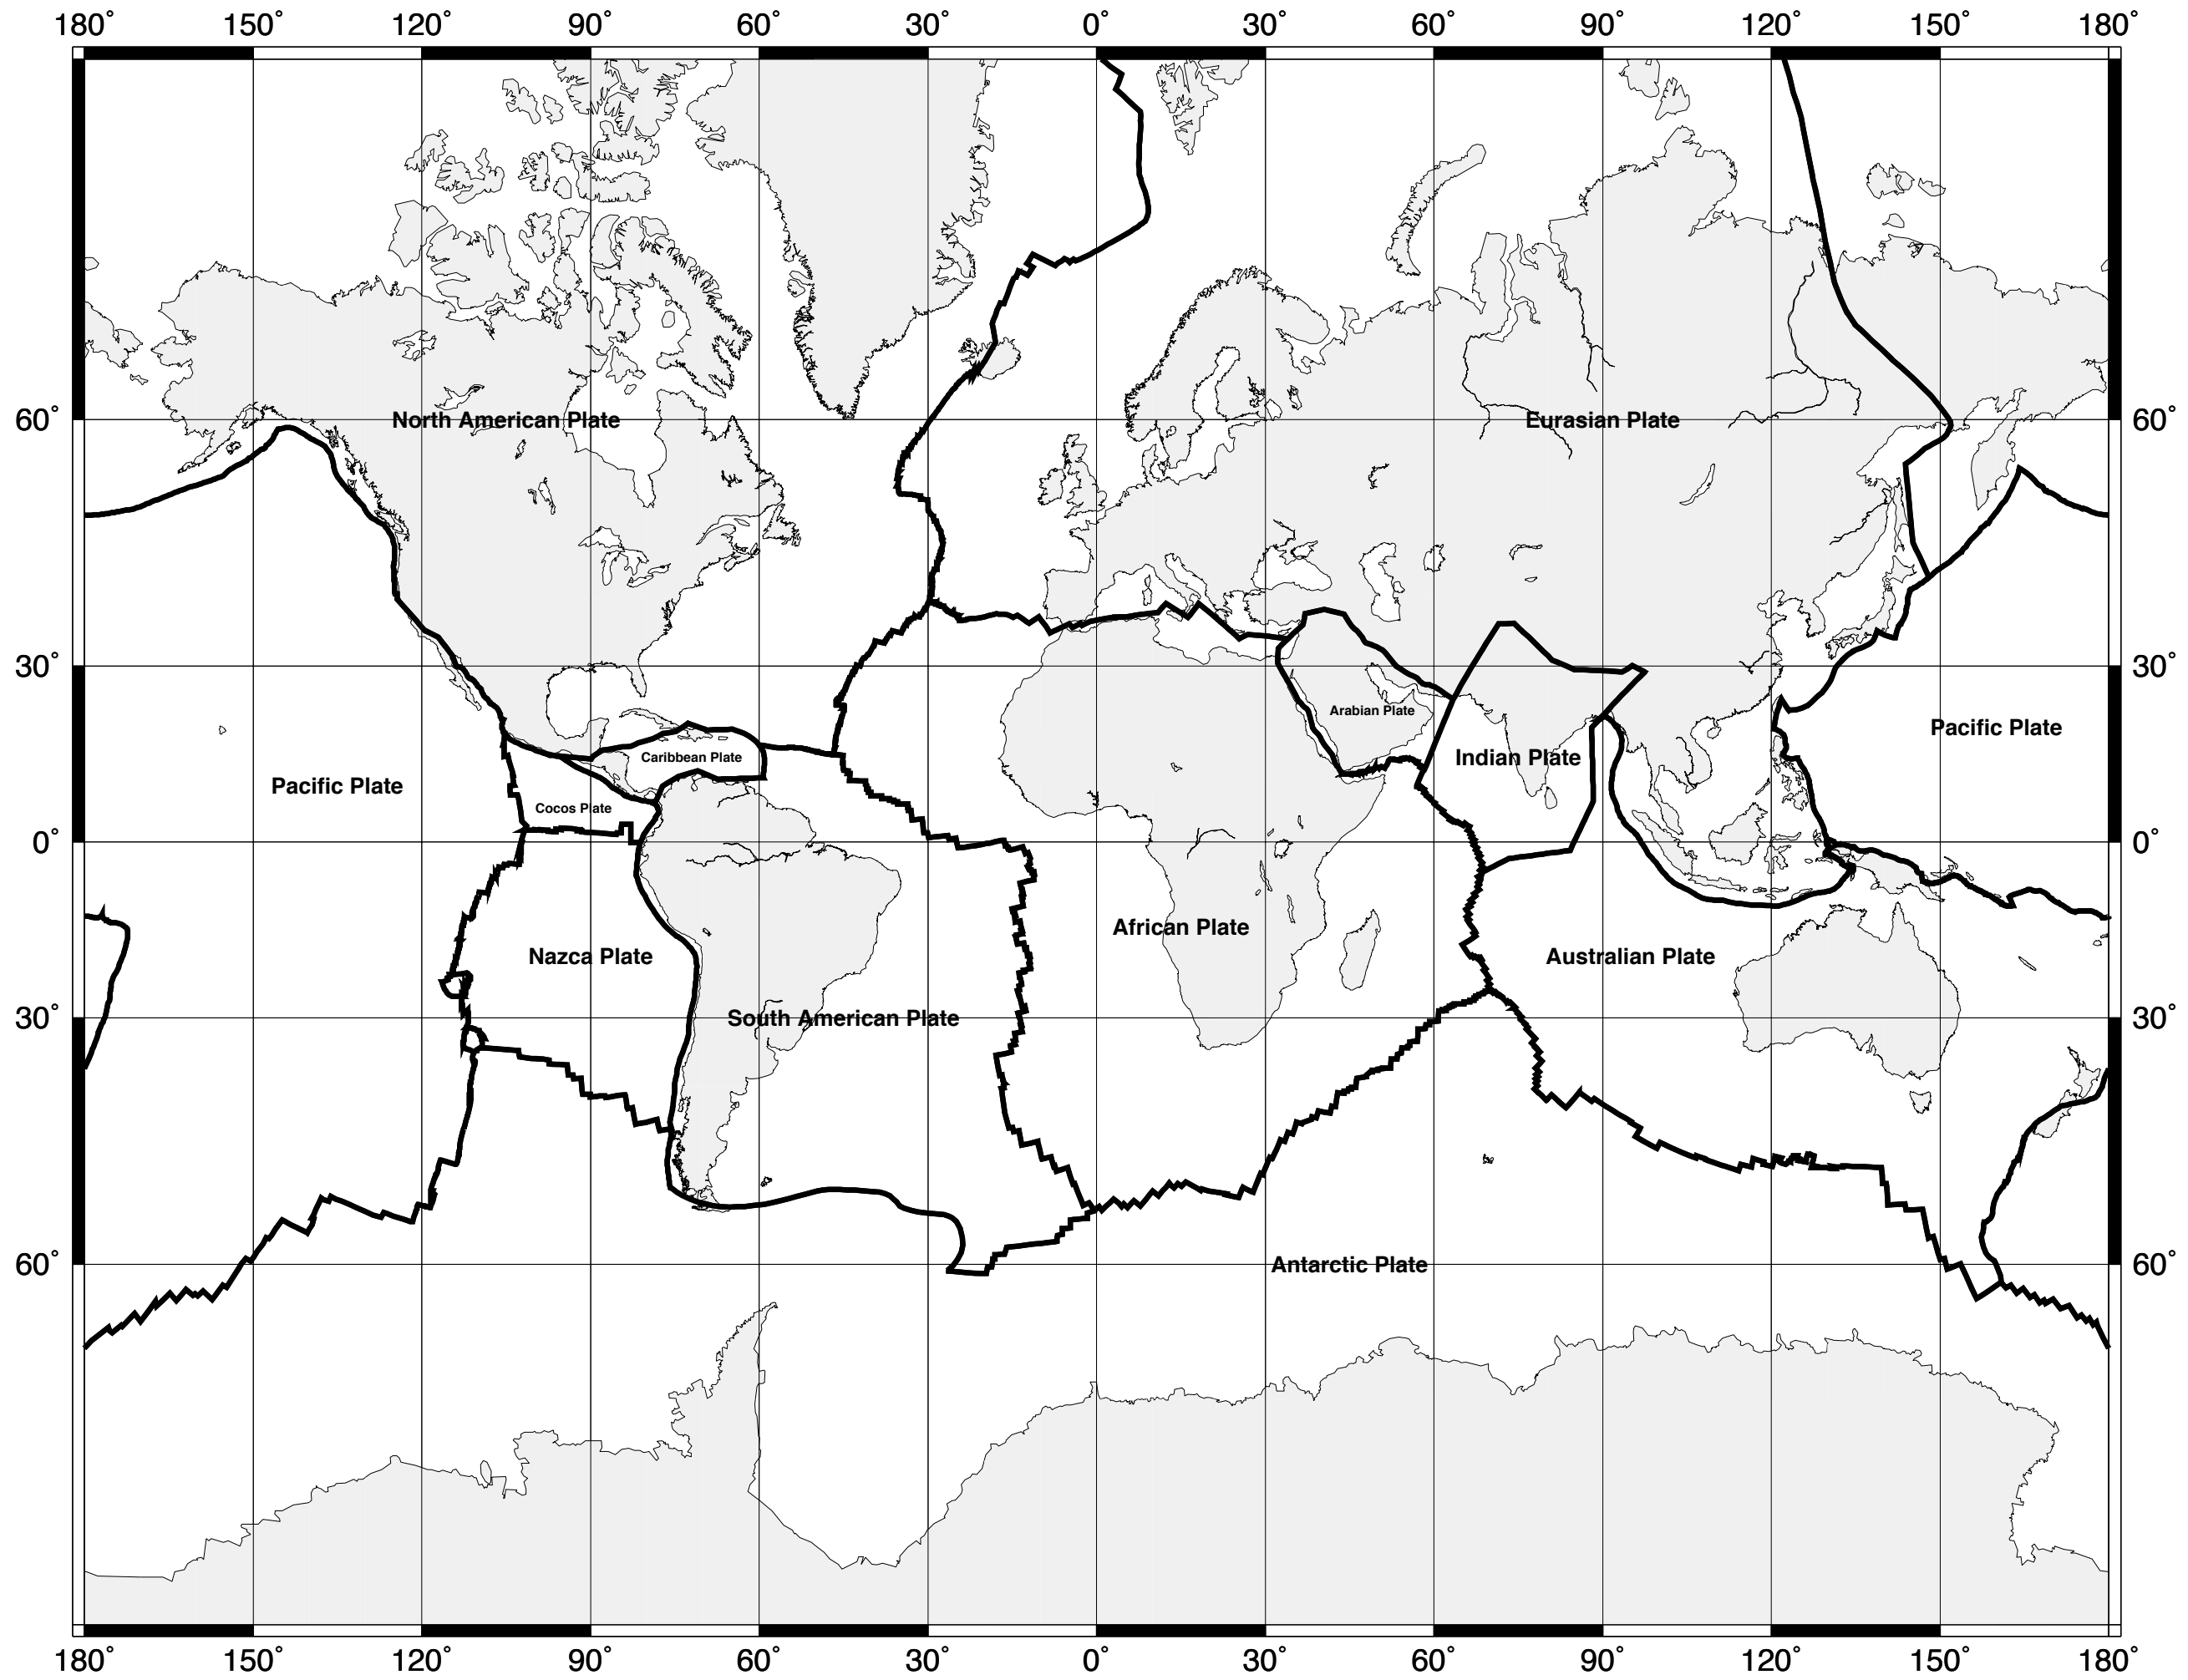 180° 150° 120° 90° 60° 30° 0° 30° 60° 90° 120° 150° 180°
60° North American Plate Eurasian Plate 60°
30° 30°
Arabian Plate
Pacific Plate
Caribbean Plate Indian Plate
Pacific Plate
Cocos Plate
0° 0°
African Plate
Nazca Plate Australian Plate
30° South American Plate 30°
60° Antarctic Plate 60°
180° 150° 120° 90° 60° 30° 0° 30° 60° 90° 120° 150° 180°